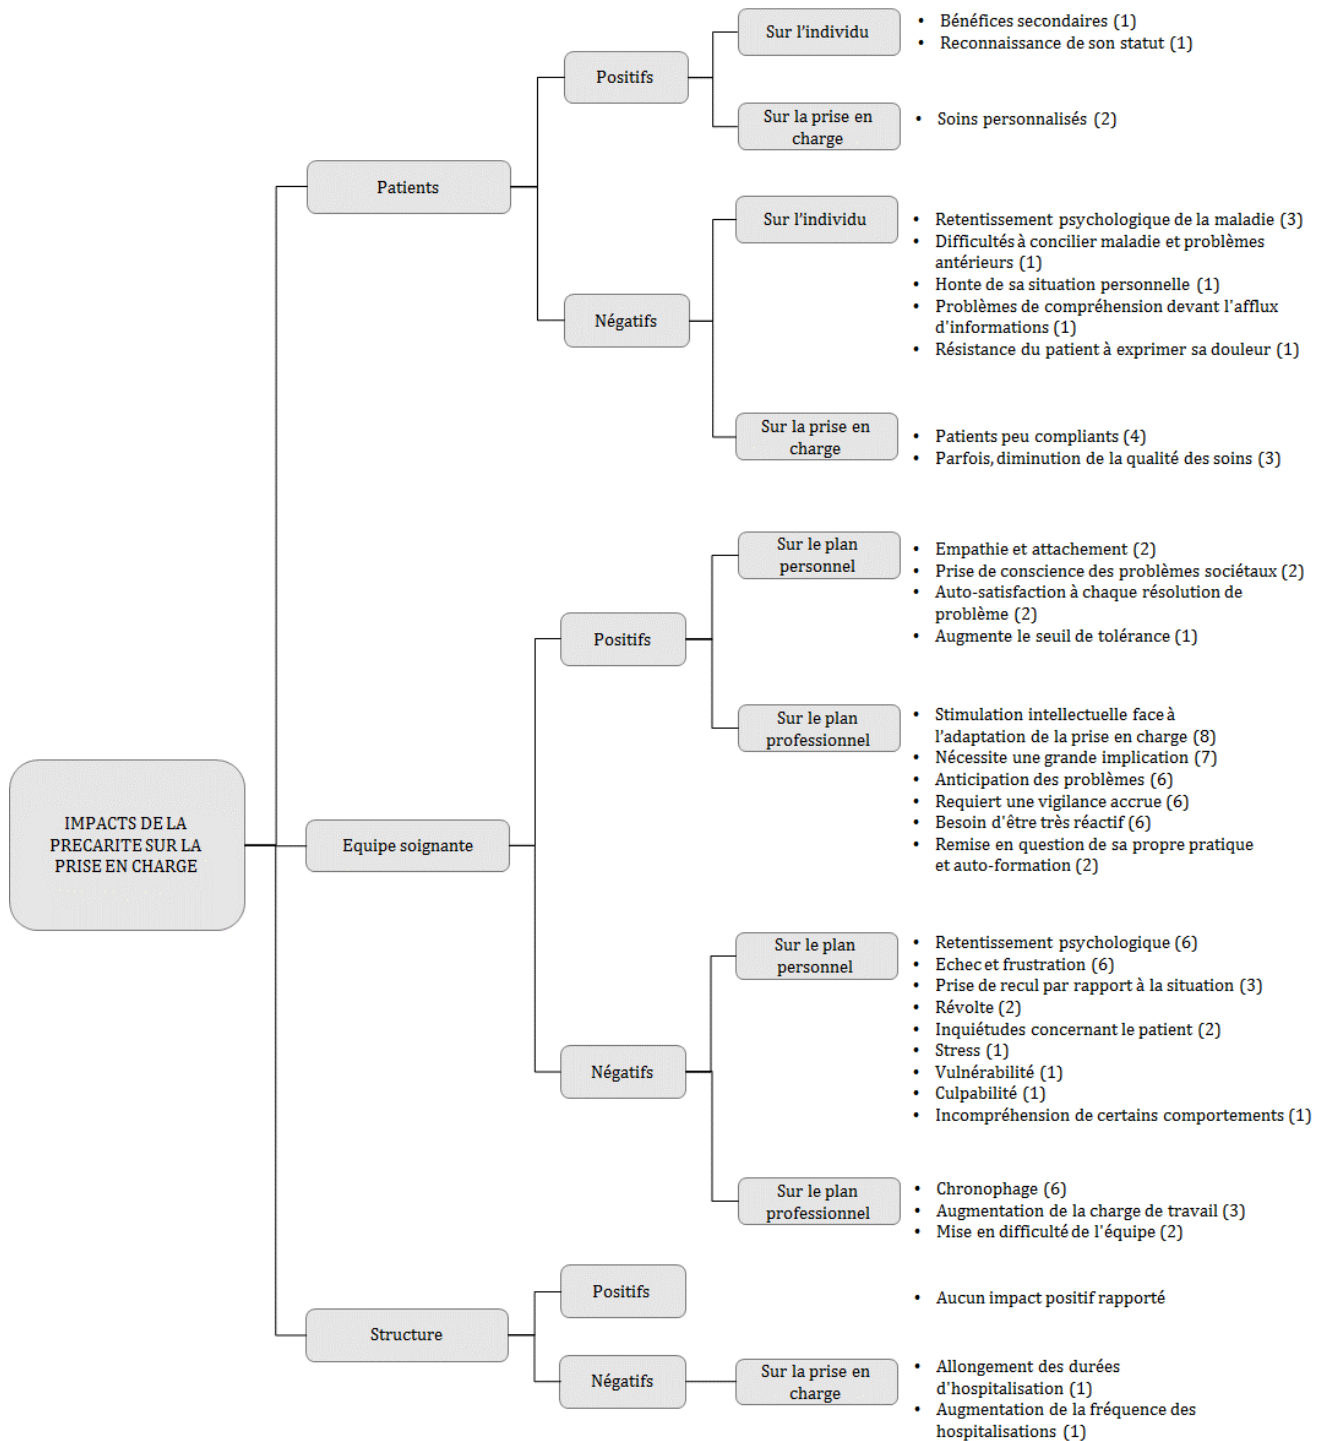 IMPACTS DE LA
PRECARITE SUR LA
PRISE EN CHARGE
Patients
Positifs
Sur l'individu
• Bénéfices secondaires (1)
• Reconnaissance de son statut (1)
Sur la prise en
charge
• Soins personnalisés (2)
Négatifs
Sur l'individu
• Retentissement psychologique de la maladie (3)
• Difficultés à concilier maladie et problèmes
antérieurs (1)
• Honte de sa situation personnelle (1)
• Problèmes de compréhension devant l'afflux
d'informations (1)
• Résistance du patient à exprimer sa douleur (1)
Sur la prise en
charge
• Patients peu compliants (4)
• Parfois, diminution de la qualité des soins (3)
Equipe soignante
Positifs
Sur le plan
personnel
• Empathie et attachement (2)
• Prise de conscience des problèmes sociétaux (2)
• Auto-satisfaction à chaque résolution de
problème (2)
• Augmente le seuil de tolérance (1)
Sur le plan
professionnel
• Stimulation intellectuelle face à
l'adaptation de la prise en charge (8)
• Nécessite une grande implication (7)
• Anticipation des problèmes (6)
• Requiert une vigilance accrue (6)
• Besoin d'être très réactif (6)
• Remise en question de sa propre pratique
et auto-formation (2)
Négatifs
Sur le plan
personnel
• Retentissement psychologique (6)
• Echec et frustration (6)
• Prise de recul par rapport à la situation (3)
• Révolte (2)
• Inquiétudes concernant le patient (2)
• Stress (1)
• Vulnérabilité (1)
• Culpabilité (1)
• Incompréhension de certains comportements (1)
Sur le plan
professionnel
• Chronophage (6)
• Augmentation de la charge de travail (3)
• Mise en difficulté de l'équipe (2)
Structure
Positifs
• Aucun impact positif rapporté
Négatifs
Sur la prise en
charge
• Allongement des durées
d'hospitalisation (1)
• Augmentation de la fréquence des
hospitalisations (1)